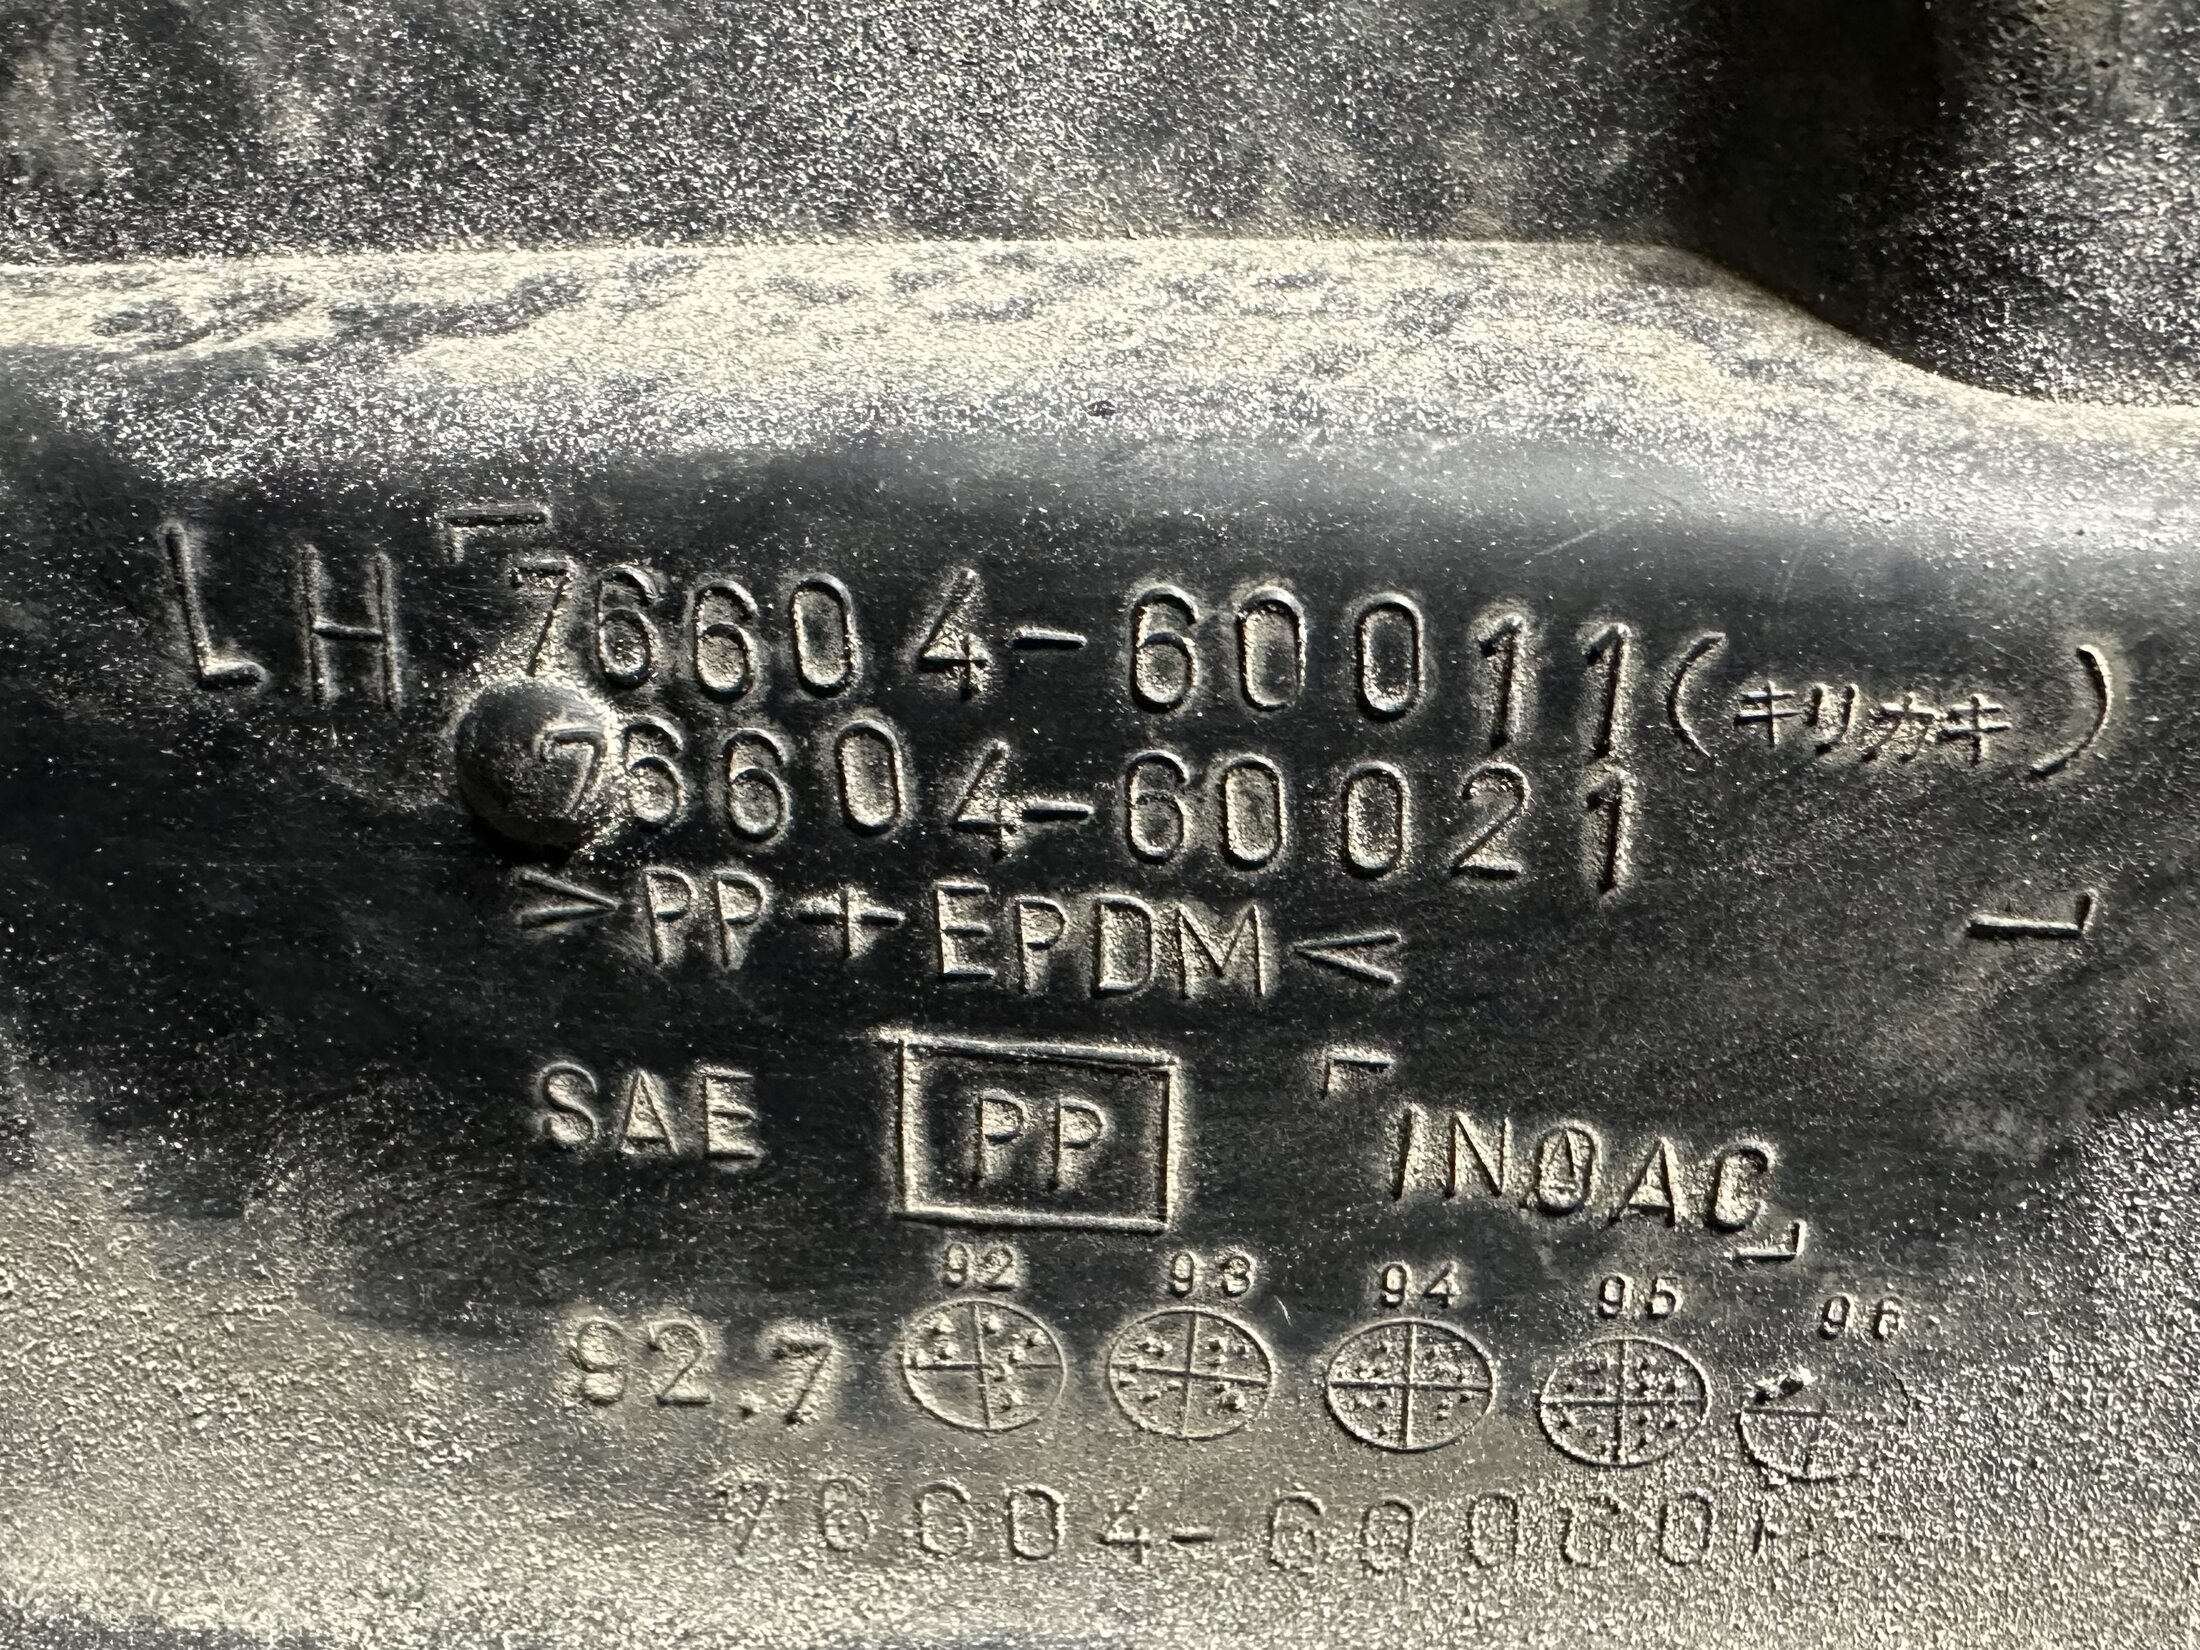 LH「76604-60011(キリカキ)
76604-60021
>PP+EPDM<」
SAE PP「INOAC」
92 93 94 95 96
92.7